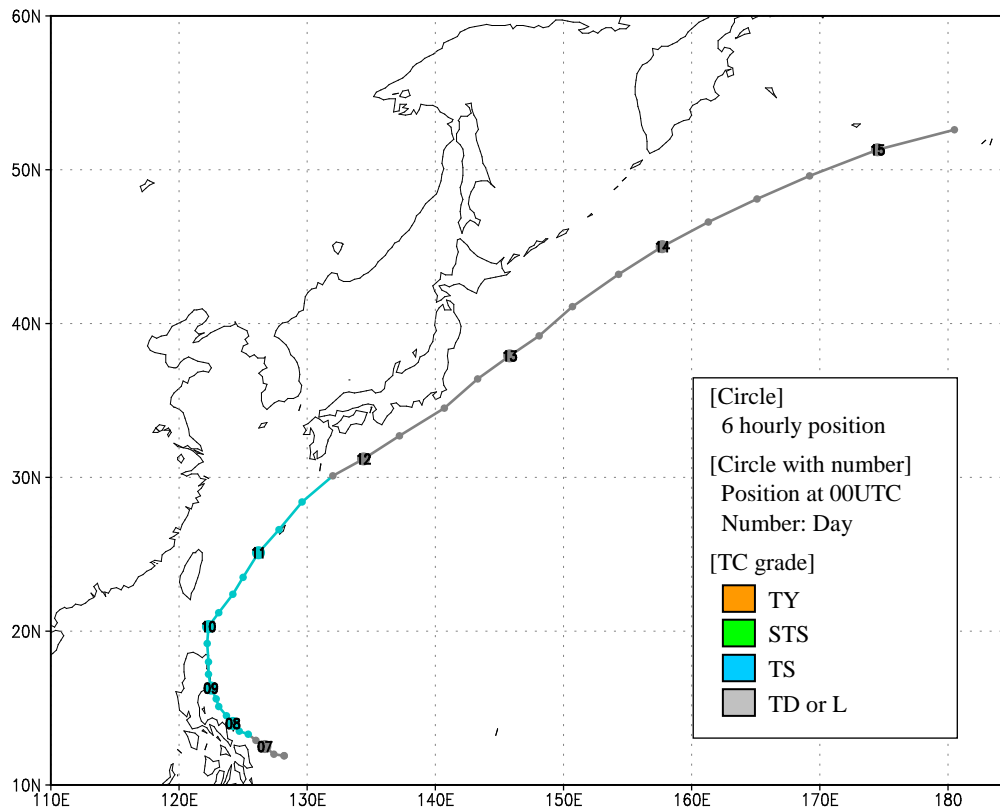 60N
50N
40N
30N
20N
10N
110E
120E
130E
140E
150E
160E
170E
180
15
14
13
12
11
10
09
08
07
[Circle]
6 hourly position
[Circle with number]
Position at 00UTC
Number: Day
[TC grade]
TY
STS
TS
TD or L